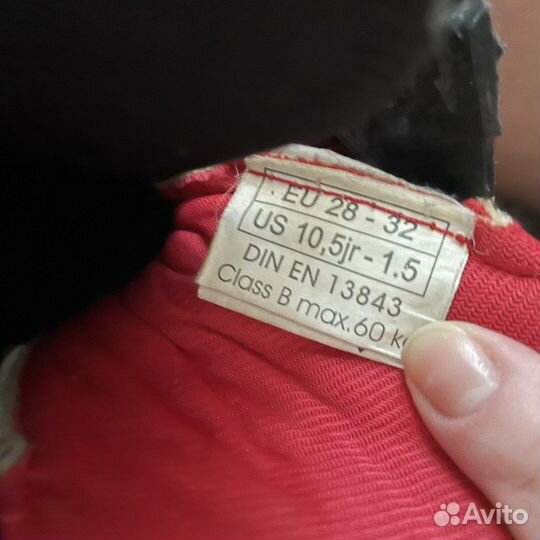 EU 28 - 32
US 10,5jr - 1.5
DIN EN 13843
Class B max.60
Avito